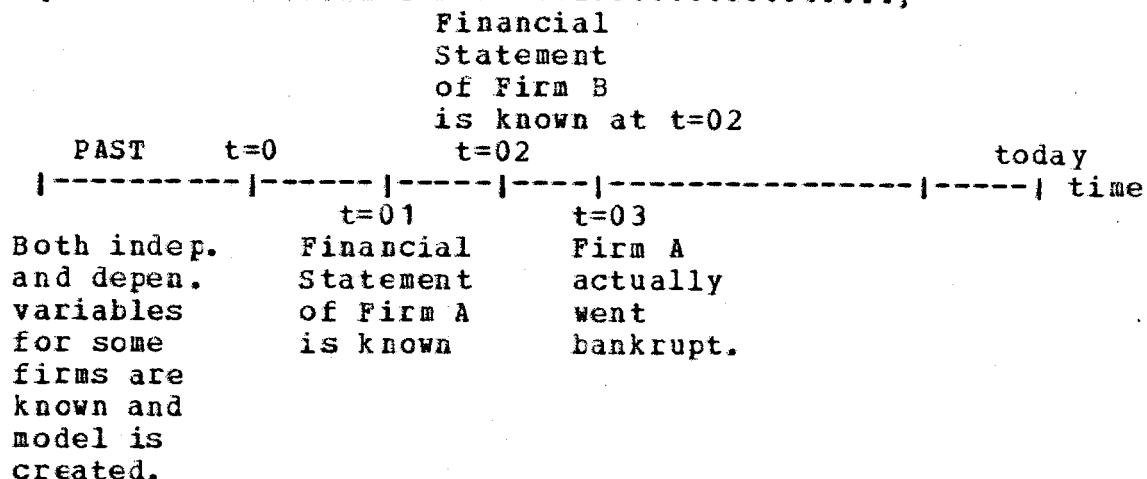 Financial
Statement
of Firm B
is known at t=02
PAST t=0 t=02 today
|-----------|------|-----|----|----------------|-----| time
t=01 t=03
Both indep. Financial Firm A
and depen. Statement actually
variables of Firm A went
for some is known bankrupt.
firms are
known and
model is
created.